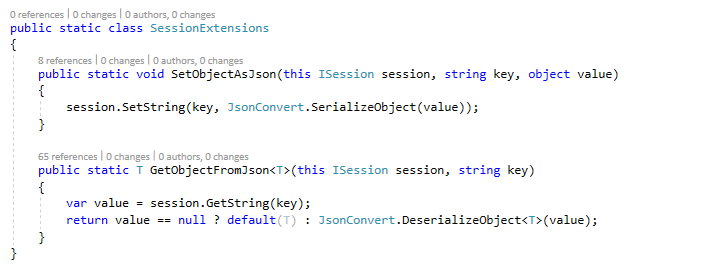 0 references | 0 changes | 0 authors, 0 changes
public static class SessionExtensions
{
8 references | 0 changes | 0 authors, 0 changes
public static void SetObjectAsJson(this ISession session, string key, object value)
{
session.SetString(key, JsonConvert.SerializeObject(value));
}
65 references | 0 changes | 0 authors, 0 changes
public static T GetObjectFromJson<T>(this ISession session, string key)
{
var value = session.GetString(key);
return value == null ? default(T) : JsonConvert.DeserializeObject<T>(value);
}
}